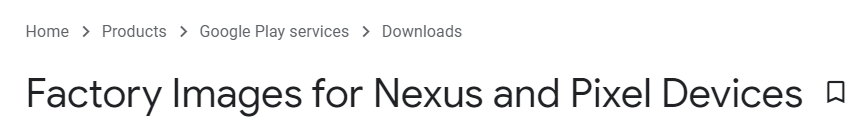 Home > Products > Google Play services > Downloads
Factory Images for Nexus and Pixel Devices